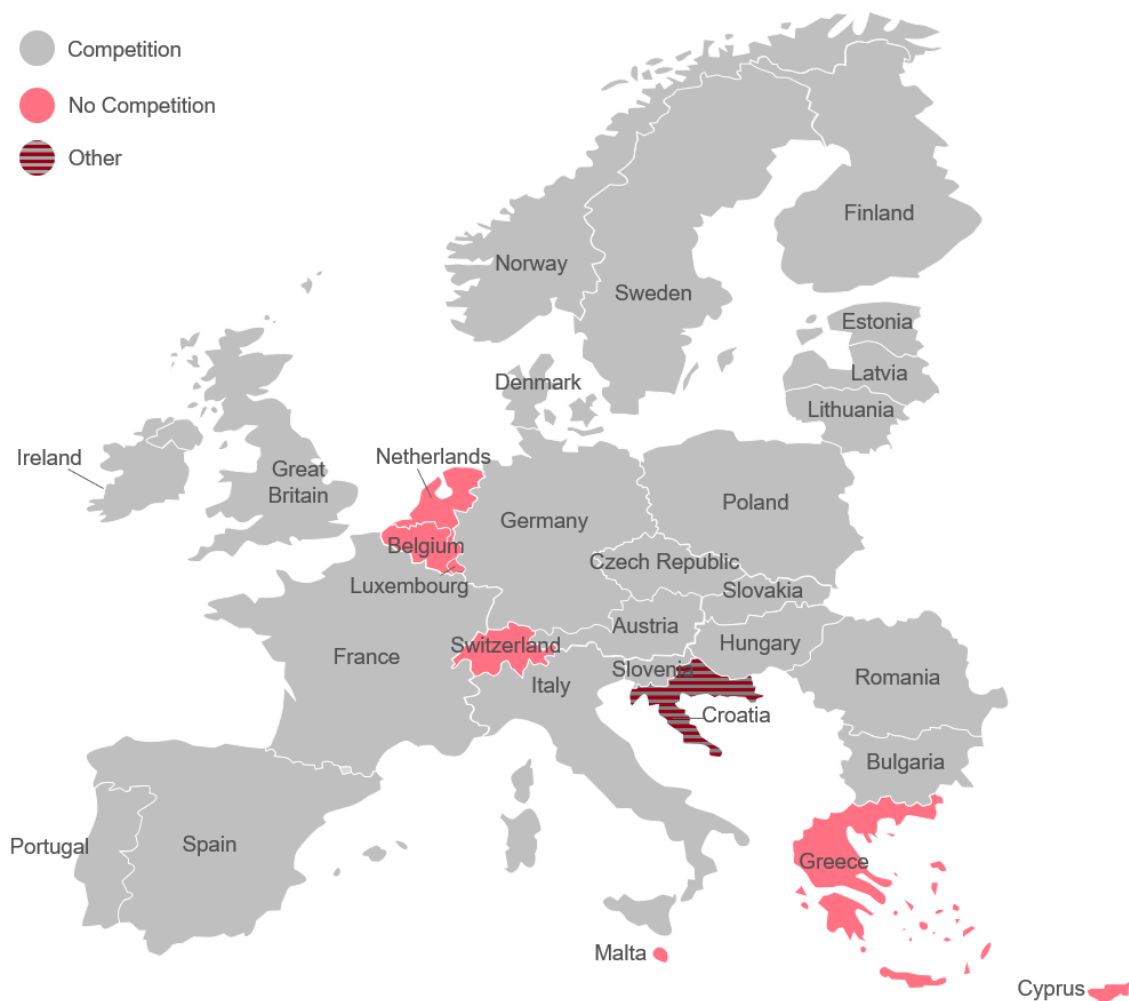 Competition
No Competition
Other
Finland
Norway
Sweden
Estonia
Latvia
Denmark
Lithuania
Ireland
Netherlands
Great
Britain
Poland
Germany
Belgium
Czech Republic
Luxembourg
Slovakia
Austria
Switzerland
Hungary
France
Slovenia
Italy
Romania
Croatia
Bulgaria
Portugal
Spain
Greece
Malta
Cyprus